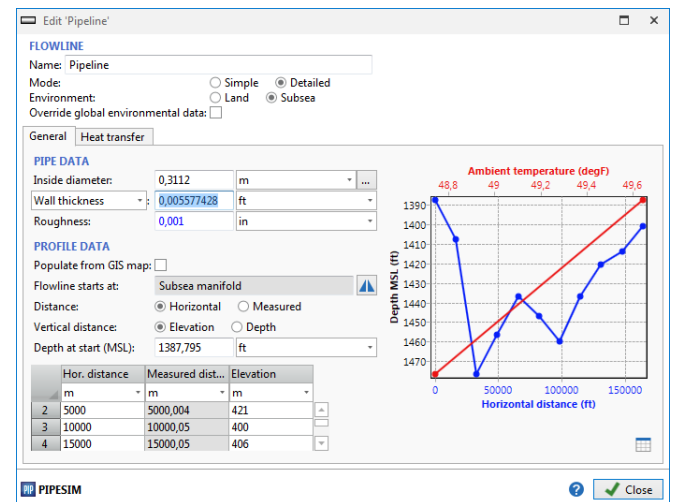 Edit 'Pipeline'
FLOWLINE
Name: Pipeline
Mode: Simple Detailed
Environment: Land Subsea
Override global environmental data:
General Heat transfer
PIPE DATA
Inside diameter: 0,3112 m ...
Wall thickness : 0,005577428 ft
Roughness: 0,001 in
PROFILE DATA
Populate from GIS map:
Flowline starts at: Subsea manifold
Distance: Horizontal Measured
Vertical distance: Elevation Depth
Depth at start (MSL): 1387,795 ft
Hor. distance Measured dist... Elevation
m m m
2 5000 5000,004 421
3 10000 10000,05 400
4 15000 15000,05 406
Ambient temperature (degF)
48,8 49 49,2 49,4 49,6
Depth MSL (ft)
1390
1400
1410
1420
1430
1440
1450
1460
1470
0 50000 100000 150000
Horizontal distance (ft)
PIP PIPESIM ? Close